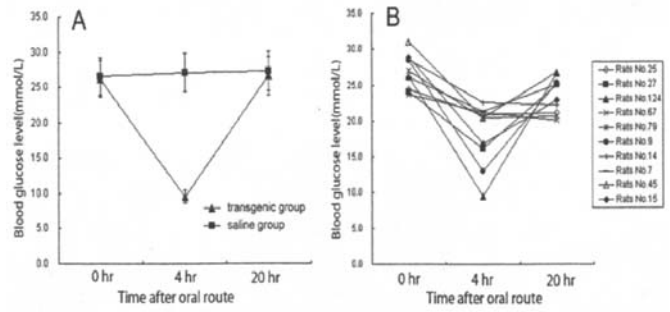 A
Blood glucose level(mmol/L)
35.0
30.0
25.0
20.0
15.0
10.0
5.0
0.0
transgenic group
saline group
0 hr
4 hr
20 hr
Time after oral route
B
Blood glucose level(mmol/L)
35.0
30.0
25.0
20.0
15.0
10.0
5.0
0.0
0 hr
4 hr
20 hr
Time after oral route
Rats No.25
Rats No.27
Rats No.124
Rats No.67
Rats No.79
Rats No.9
Rats No.14
Rats No.7
Rats No.45
Rats No.15